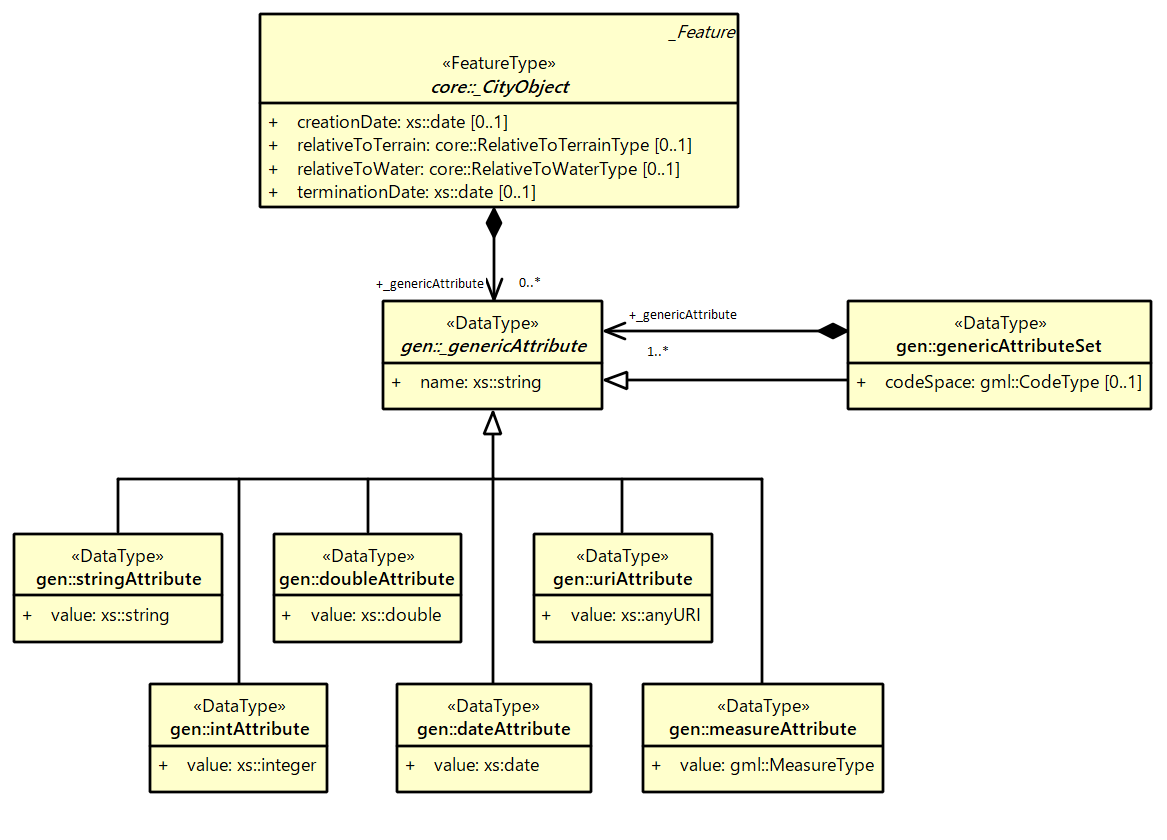 _Feature
«FeatureType»
core::_CityObject
+ creationDate: xs::date [0..1]
+ relativeToTerrain: core::RelativeToTerrainType [0..1]
+ relativeToWater: core::RelativeToWaterType [0..1]
+ terminationDate: xs::date [0..1]
+_genericAttribute 0..*
«DataType»
gen::_genericAttribute
+ name: xs::string
+_genericAttribute
1..*
«DataType»
gen::genericAttributeSet
+ codeSpace: gml::CodeType [0..1]
«DataType»
gen::stringAttribute
+ value: xs::string
«DataType»
gen::doubleAttribute
+ value: xs::double
«DataType»
gen::uriAttribute
+ value: xs::anyURI
«DataType»
gen::intAttribute
+ value: xs::integer
«DataType»
gen::dateAttribute
+ value: xs:date
«DataType»
gen::measureAttribute
+ value: gml::MeasureType